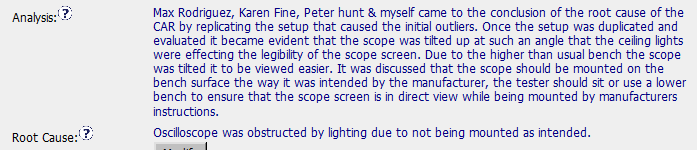 Analysis: ? Max Rodriguez, Karen Fine, Peter hunt & myself came to the conclusion of the root cause of the
CAR by replicating the setup that caused the initial outliers. Once the setup was duplicated and
evaluated it became evident that the scope was tilted up at such an angle that the ceiling lights
were effecting the legibility of the scope screen. Due to the higher than usual bench the scope
was tilted it to be viewed easier. It was discussed that the scope should be mounted on the
bench surface the way it was intended by the manufacturer, the tester should sit or use a lower
bench to ensure that the scope screen is in direct view while being mounted by manufacturers
instructions.
Root Cause: ? Oscilloscope was obstructed by lighting due to not being mounted as intended.